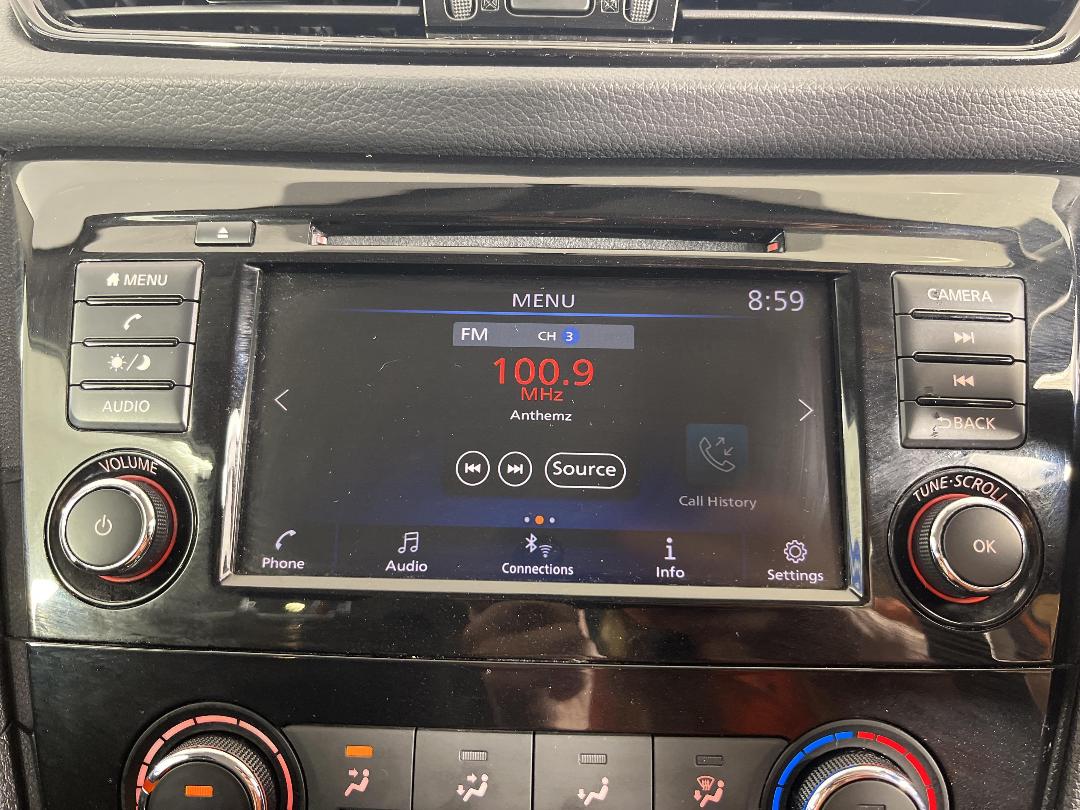 MENU
AUDIO
VOLUME
MENU
8:59
FM CH 3
100.9
MHz
Anthemz
Source
Call History
Phone
Audio
Connections
Info
Settings
CAMERA
BACK
TUNE·SCROLL
OK